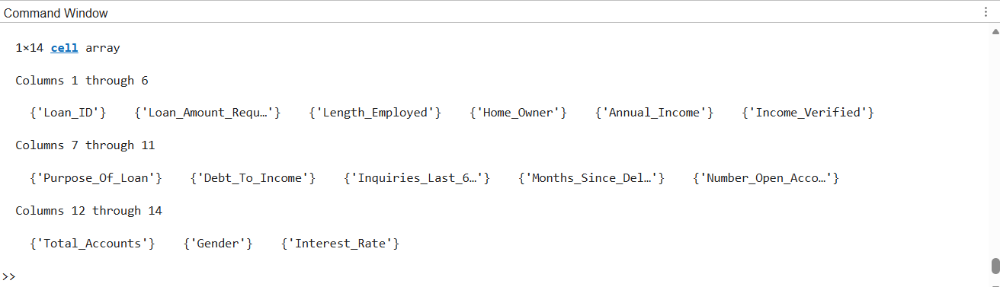 Command Window
1×14 cell array
Columns 1 through 6
{'Loan_ID'} {'Loan_Amount_Requ…'} {'Length_Employed'} {'Home_Owner'} {'Annual_Income'} {'Income_Verified'}
Columns 7 through 11
{'Purpose_Of_Loan'} {'Debt_To_Income'} {'Inquiries_Last_6…'} {'Months_Since_Del…'} {'Number_Open_Acco…'}
Columns 12 through 14
{'Total_Accounts'} {'Gender'} {'Interest_Rate'}
>>